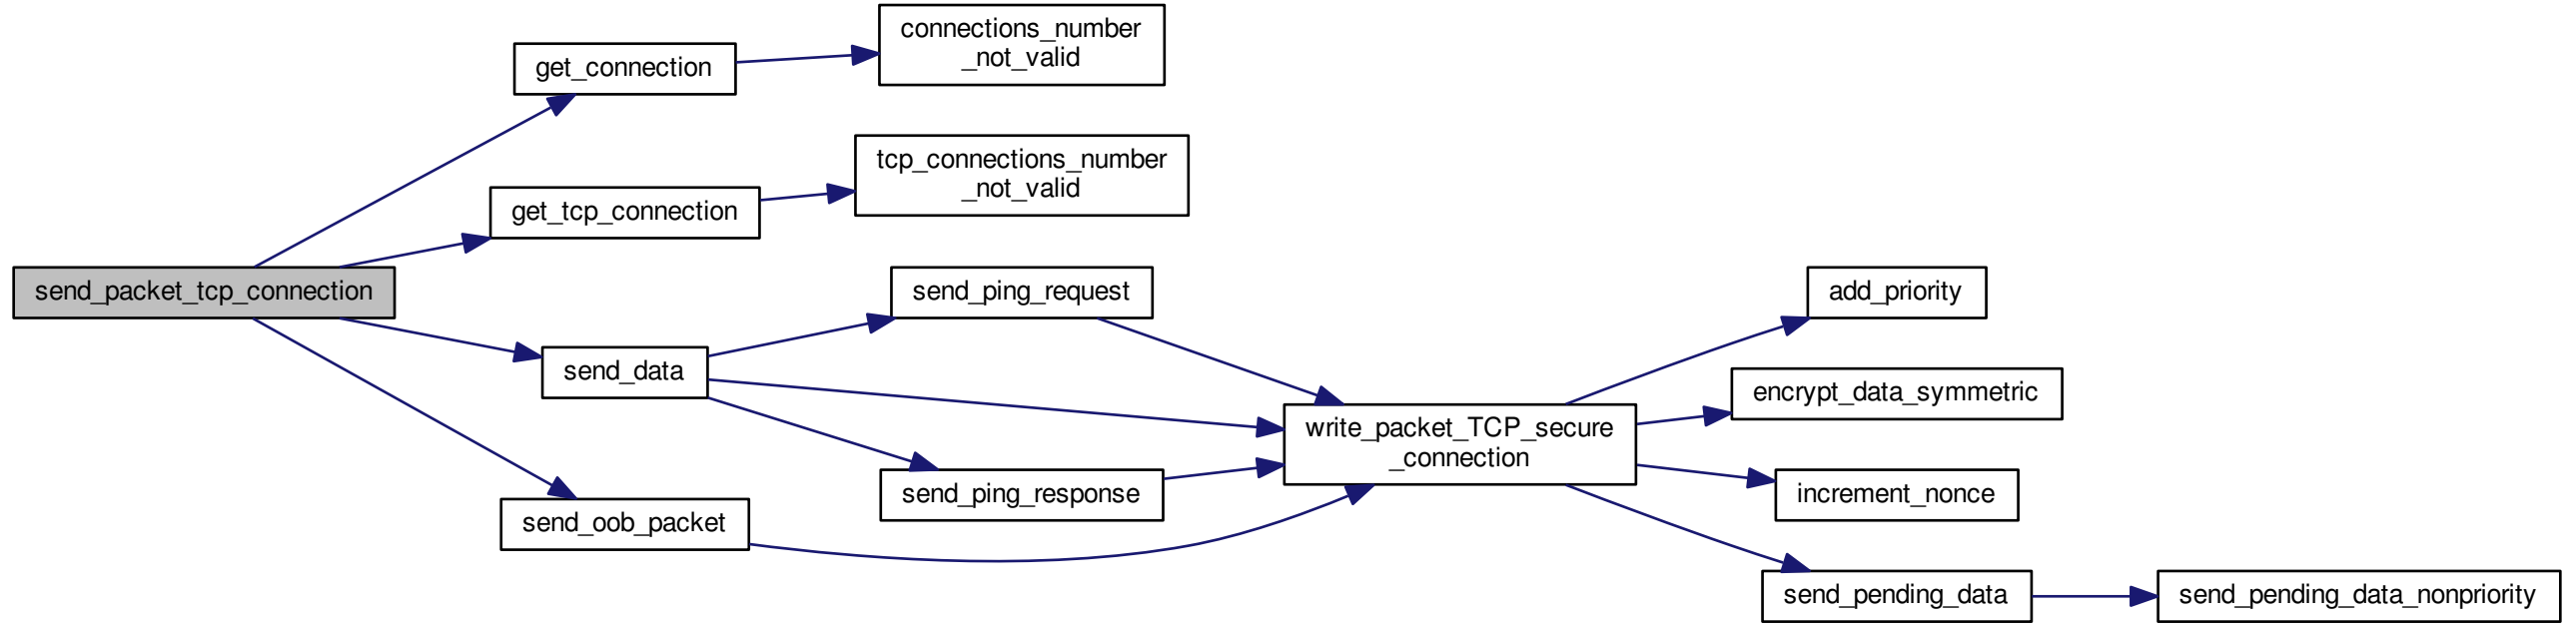 connections_number
_not_valid
get_connection
tcp_connections_number
_not_valid
get_tcp_connection
send_packet_tcp_connection
send_ping_request
add_priority
send_data
encrypt_data_symmetric
write_packet_TCP_secure
_connection
send_ping_response
increment_nonce
send_oob_packet
send_pending_data
send_pending_data_nonpriority